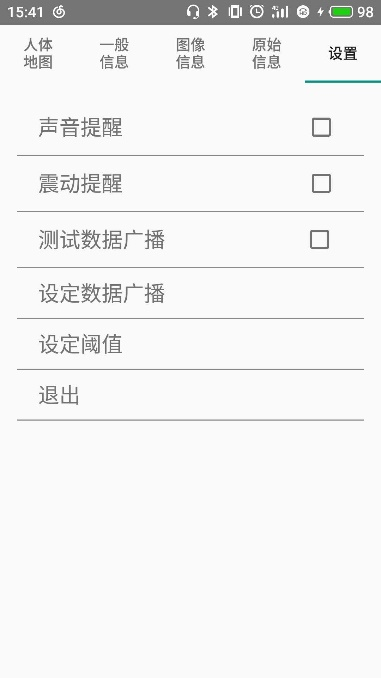 15:41 98
人体 一般 图像 原始 设置
地图 信息 信息 信息
声音提醒
震动提醒
测试数据广播
设定数据广播
设定阈值
退出